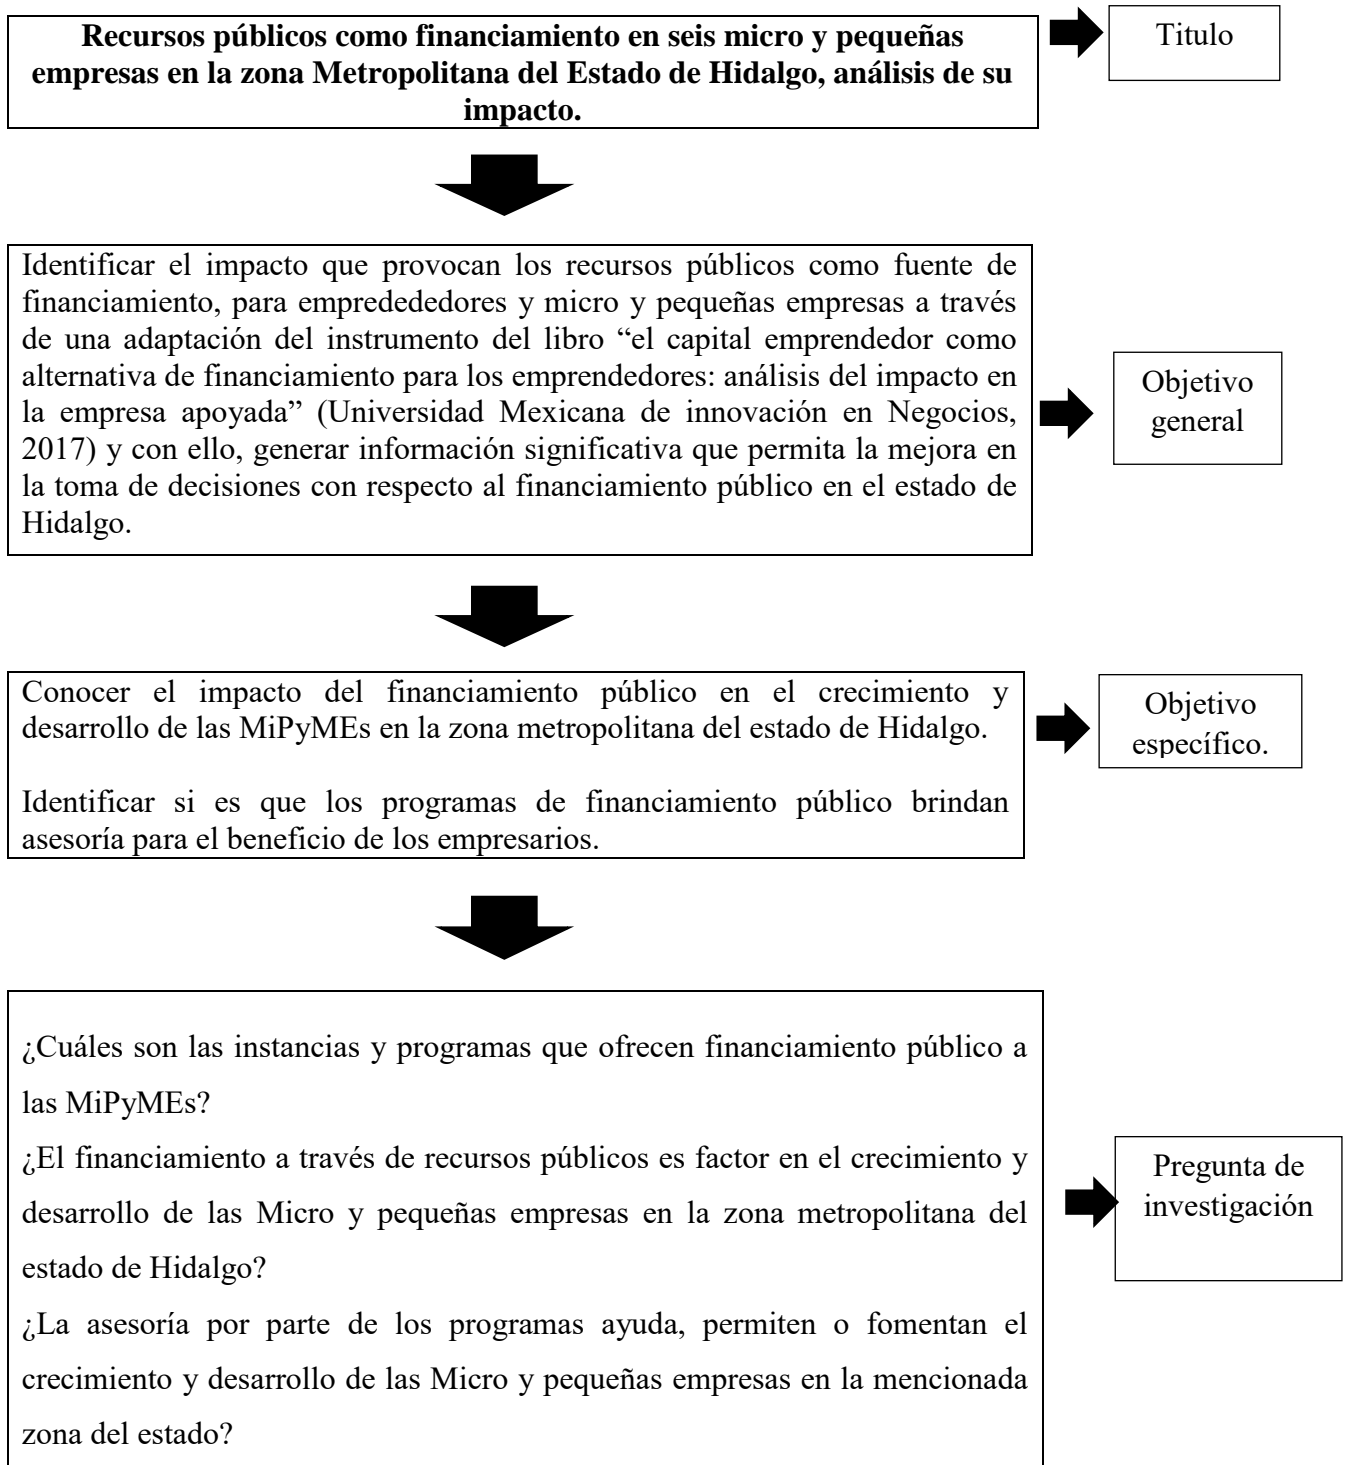 Recursos públicos como financiamiento en seis micro y pequeñas
empresas en la zona Metropolitana del Estado de Hidalgo, análisis de su
impacto.
Titulo
Identificar el impacto que provocan los recursos públicos como fuente de
financiamiento, para empredededores y micro y pequeñas empresas a través
de una adaptación del instrumento del libro “el capital emprendedor como
alternativa de financiamiento para los emprendedores: análisis del impacto en
la empresa apoyada” (Universidad Mexicana de innovación en Negocios,
2017) y con ello, generar información significativa que permita la mejora en
la toma de decisiones con respecto al financiamiento público en el estado de
Hidalgo.
Objetivo
general
Conocer el impacto del financiamiento público en el crecimiento y
desarrollo de las MiPyMEs en la zona metropolitana del estado de Hidalgo.
Identificar si es que los programas de financiamiento público brindan
asesoría para el beneficio de los empresarios.
Objetivo
específico.
¿Cuáles son las instancias y programas que ofrecen financiamiento público a
las MiPyMEs?
¿El financiamiento a través de recursos públicos es factor en el crecimiento y
desarrollo de las Micro y pequeñas empresas en la zona metropolitana del
estado de Hidalgo?
¿La asesoría por parte de los programas ayuda, permiten o fomentan el
crecimiento y desarrollo de las Micro y pequeñas empresas en la mencionada
zona del estado?
Pregunta de
investigación